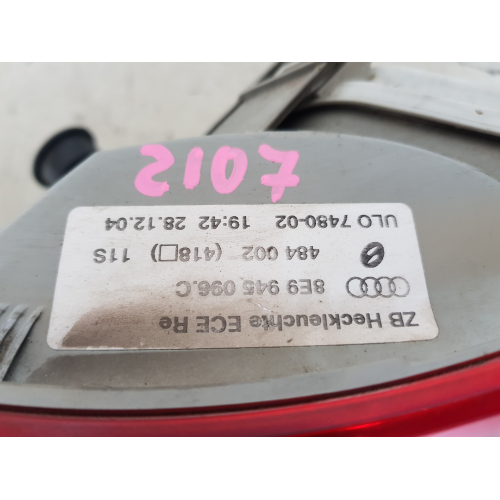 2107
ZB Heckleuchte ECE Re
8E9 945 096.C
484 002 (418□) 11S
ULO 7480-02 19:42 28.12.04